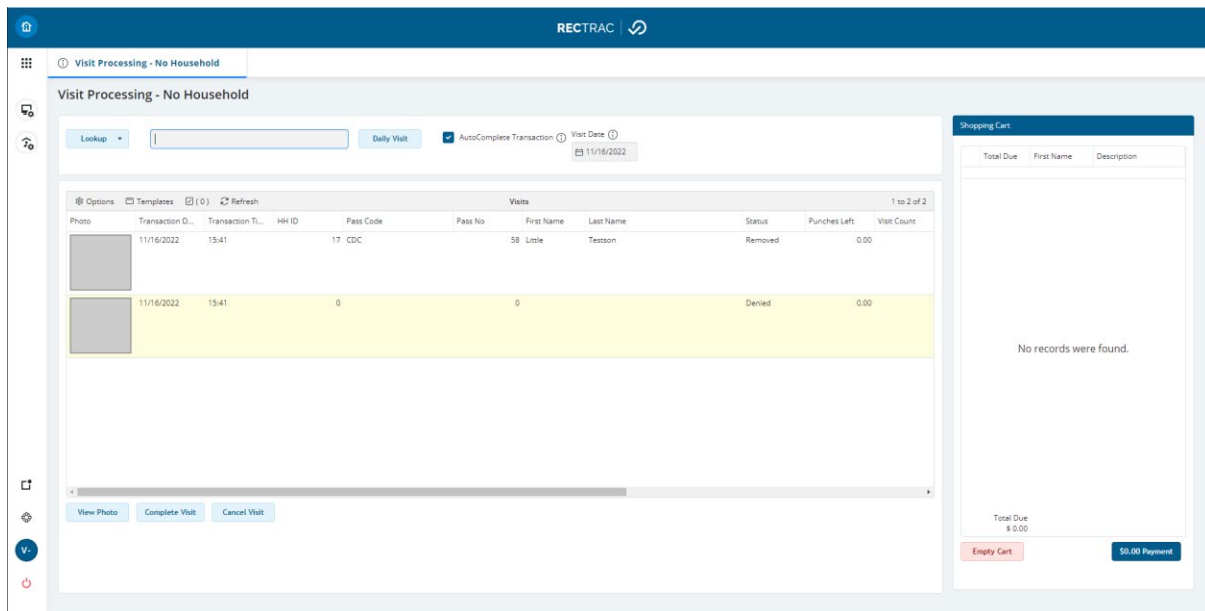 RECTRAC
Visit Processing - No Household
Visit Processing - No Household
Lookup
Daily Visit
AutoComplete Transaction
Visit Date
11/16/2022
Options Templates (0) Refresh Visits 1 to 2 of 2
Photo Transaction D... Transaction Ti... HH ID Pass Code Pass No First Name Last Name Status Punches Left Visit Count
11/16/2022 15:41 17 CDC 58 Little Testson Removed 0.00
11/16/2022 15:41 0 0 Denied 0.00
View Photo Complete Visit Cancel Visit
Shopping Cart
Total Due First Name Description
No records were found.
Total Due
$ 0.00
Empty Cart $0.00 Payment
V-